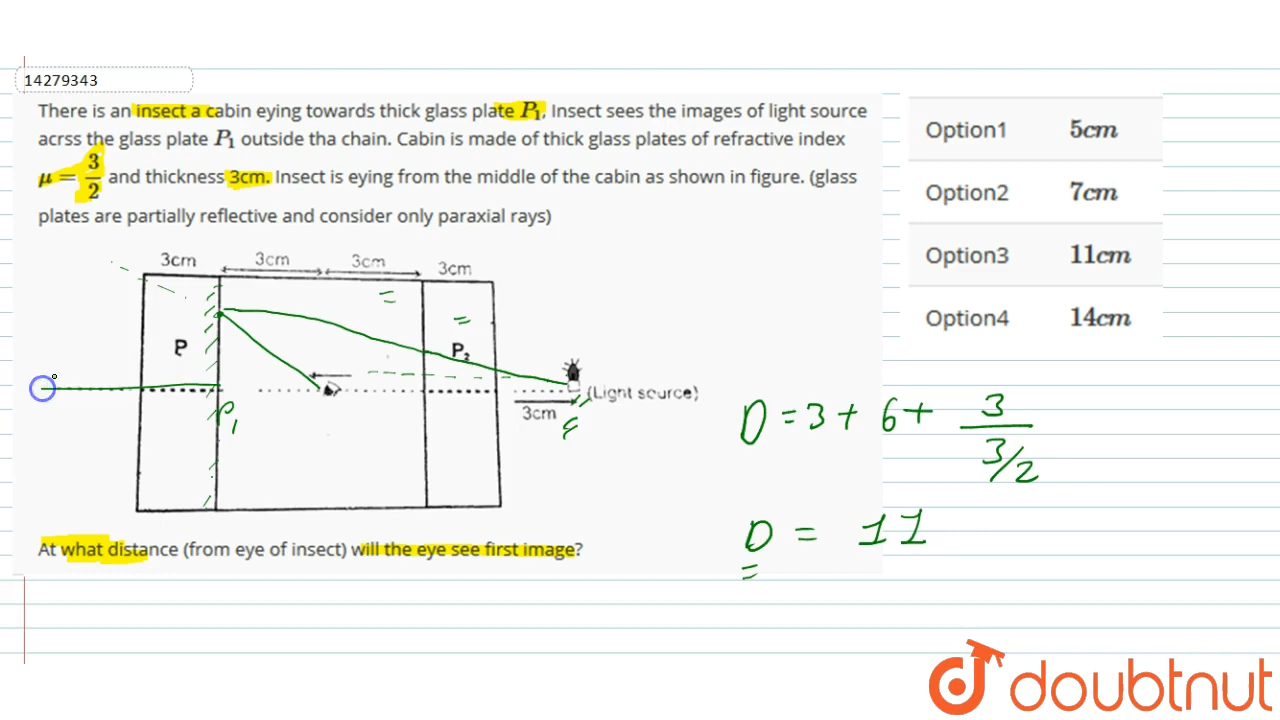 14279343
There is an insect a cabin eying towards thick glass plate P₁. Insect sees the images of light source
acrss the glass plate P₁ outside tha chain. Cabin is made of thick glass plates of refractive index
μ = 3/2 and thickness 3cm. Insect is eying from the middle of the cabin as shown in figure. (glass
plates are partially reflective and consider only paraxial rays)
Option1 5cm
Option2 7cm
Option3 11cm
Option4 14cm
3cm 3cm 3cm 3cm
P P₂
(Light source)
3cm
P₁
D = 3 + 6 + 3/(3/2)
D = 11
At what distance (from eye of insect) will the eye see first image?
doubtnut